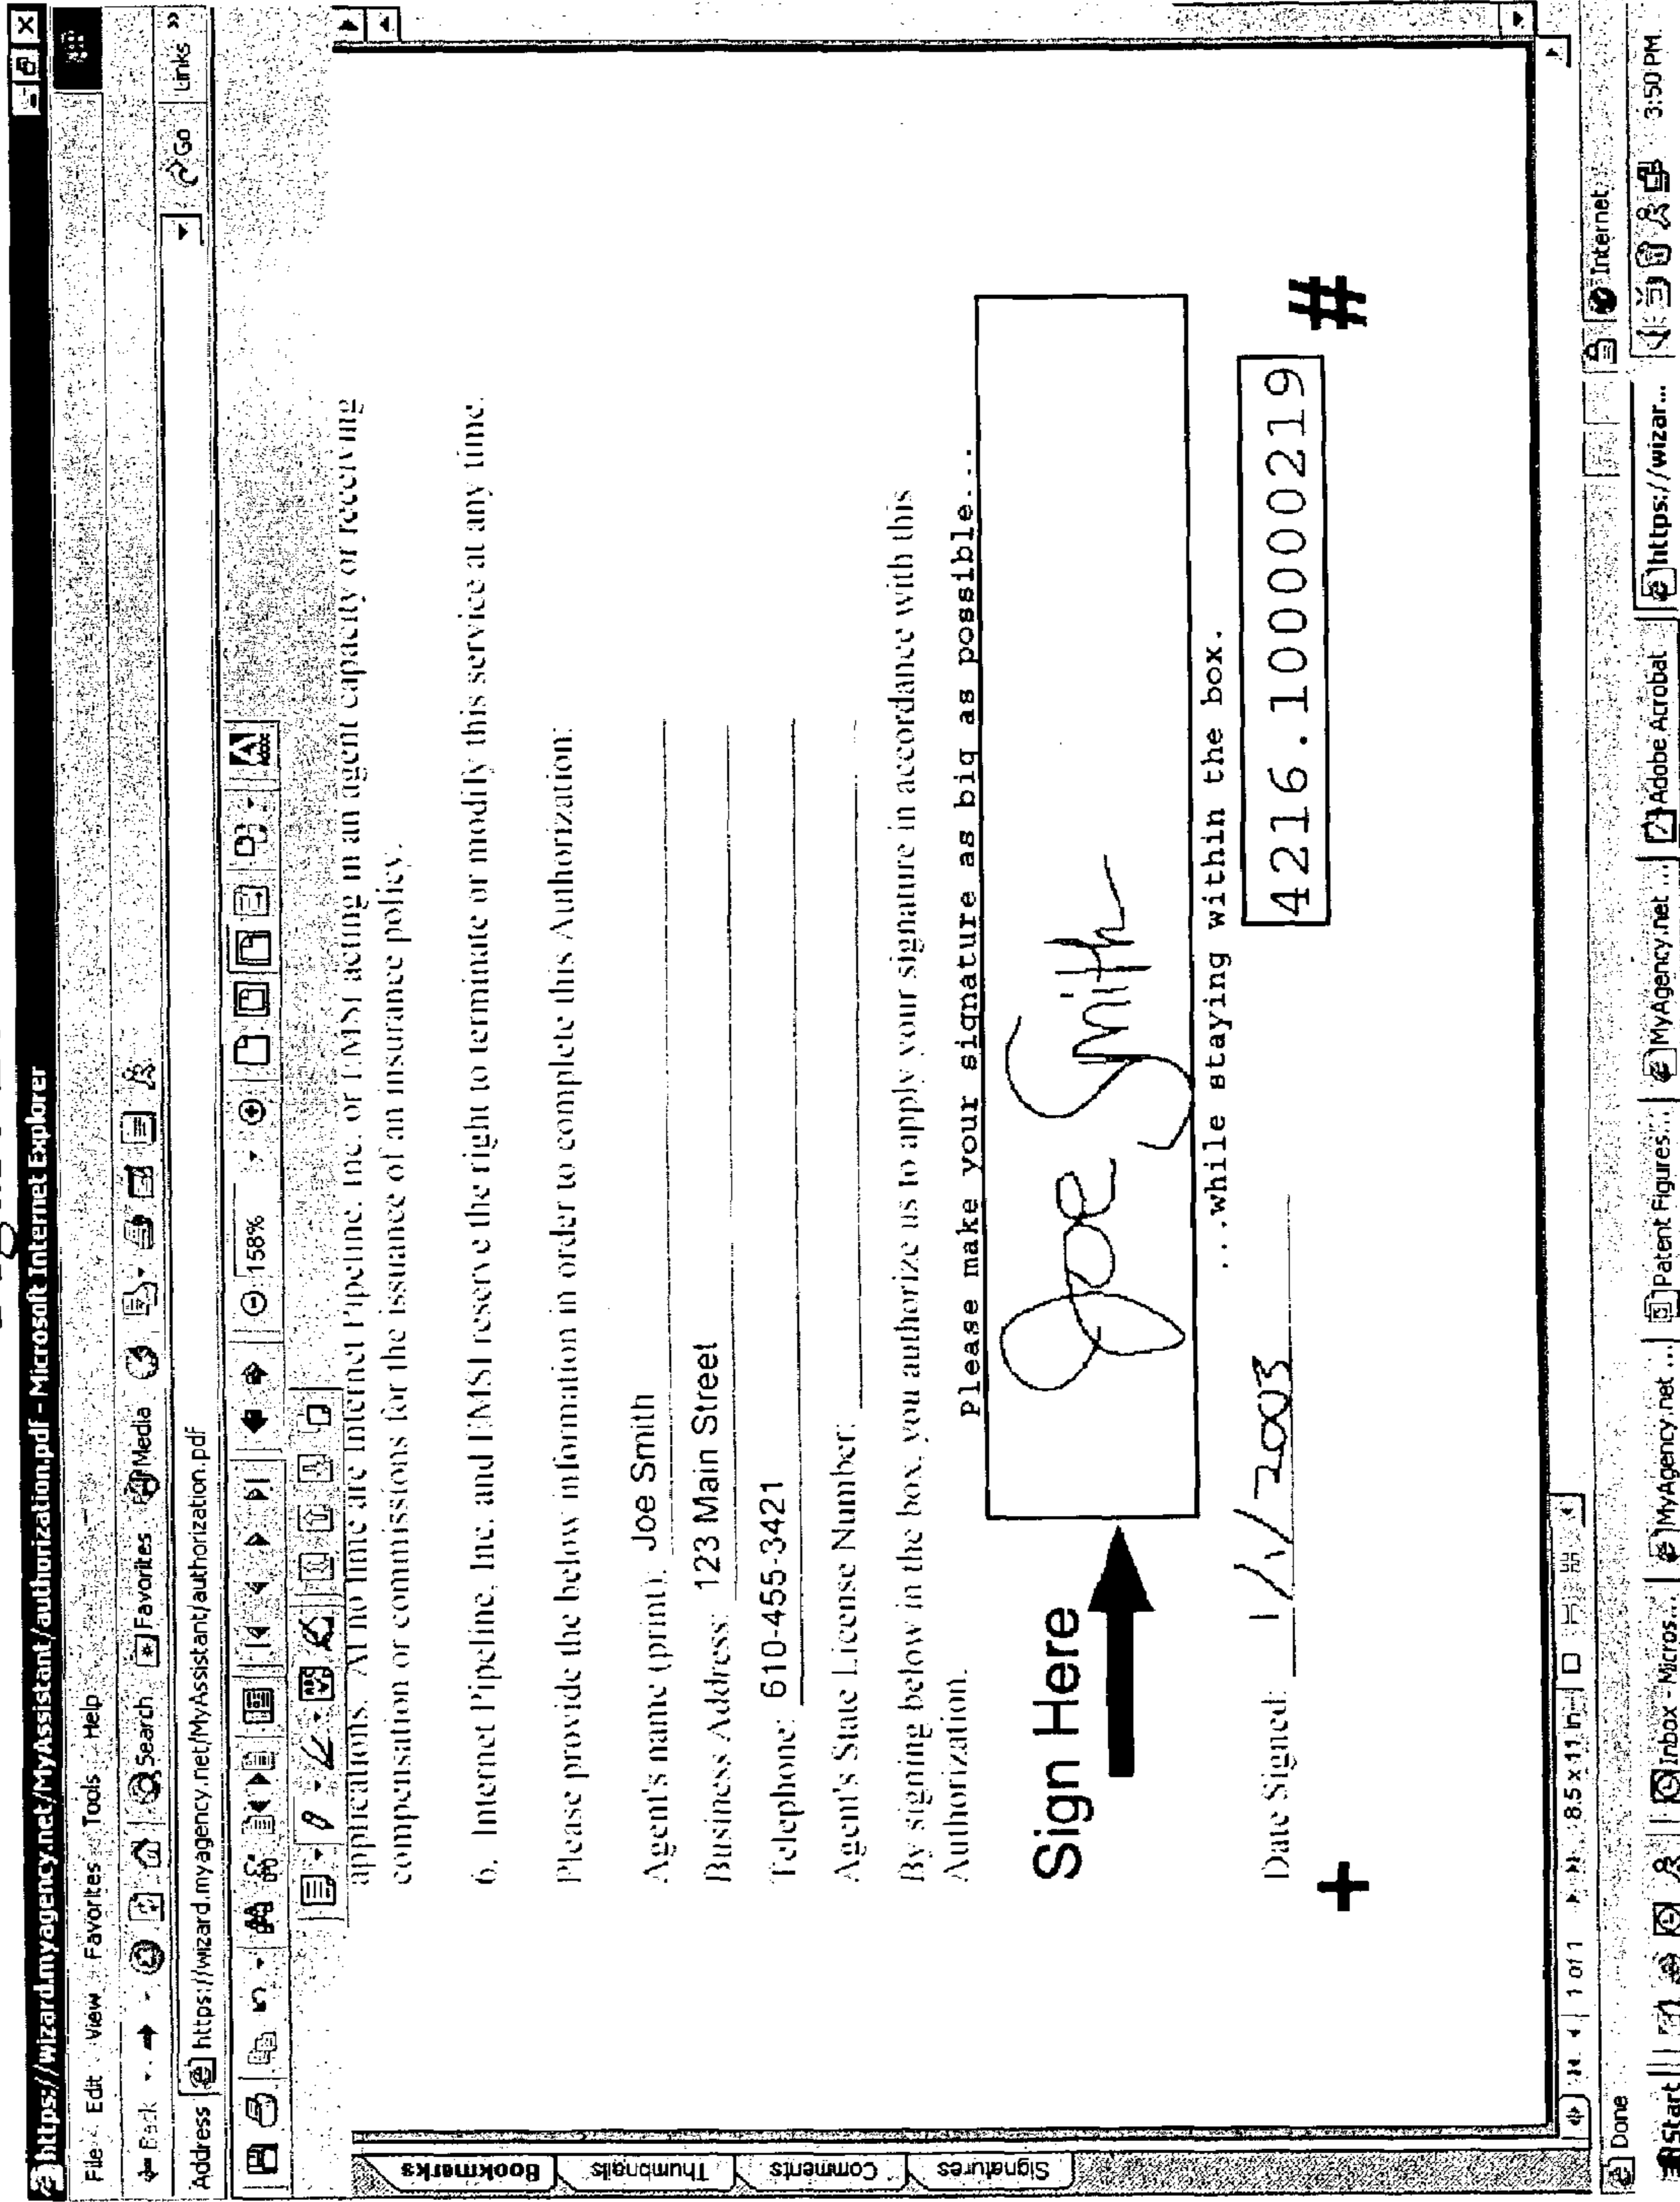 https://wizard.myagency.net/MyAssistant/authorization.pdf - Microsoft Internet Explorer
File Edit View Favorites Tools Help
Back Search Favorites Media
Address https://wizard.myagency.net/MyAssistant/authorization.pdf Go Links »
158%
Bookmarks
Thumbnails
Comments
Signatures
applications. At no time are Internet Pipeline, Inc. or EMSI acting in an agent capacity or receiving
compensation or commissions for the issuance of an insurance policy.
6. Internet Pipeline, Inc. and EMSI reserve the right to terminate or modify this service at any time.
Please provide the below information in order to complete this Authorization:
Agent's name (print): Joe Smith
Business Address: 123 Main Street
Telephone: 610-455-3421
Agent's State License Number:
By signing below in the box, you authorize us to apply your signature in accordance with this
Authorization.
Please make your signature as big as possible...
Sign Here
Joe Smith
...while staying within the box.
Date Signed: 1/1/2003
4216.1000000219
+ #
1 of 1 8.5 x 11 in
Done Internet
Start Inbox - Micros... MyAgency.net ... Patent Figures... MyAgency.net ... Adobe Acrobat https://wizar... 3:50 PM